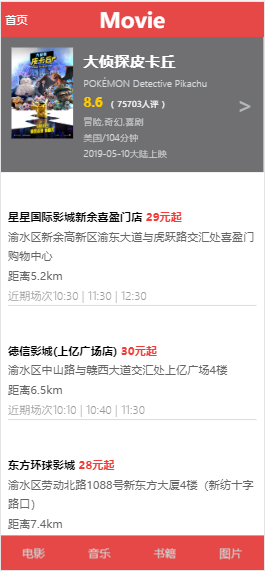 首页
Movie
大侦探皮卡丘
POKÉMON Detective Pikachu
8.6 ( 75703人评 )
冒险,奇幻,喜剧
美国/104分钟
2019-05-10大陆上映
>
星星国际影城新余喜盈门店 29元起
渝水区新余高新区渝东大道与虎跃路交汇处喜盈门
购物中心
距离5.2km
近期场次10:30 | 11:30 | 12:30
德信影城(上亿广场店) 30元起
渝水区中山路与赣西大道交汇处上亿广场4楼
距离6.5km
近期场次10:10 | 10:40 | 11:30
东方环球影城 28元起
渝水区劳动北路1088号新东方大厦4楼（新纺十字
路口）
距离7.4km
电影 音乐 书籍 图片